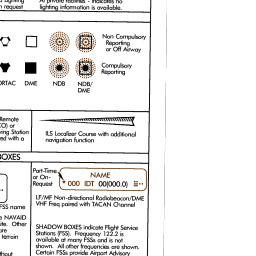 Lighting
request
At private facilities - indicates no
lighting information is available.
Non Compulsory
Reporting
or Off Airway
Compulsory
Reporting
ORTAC DME NDB NDB/
DME
Remote
CO) or
ving Station
ed with a
ILS Localizer Course with additional
navigation function
BOXES
Part-Time
or On-
Request
NAME
* 000 IDT 00(000.0)
LF/MF Non-directional Radiobeacon/DME
VHF Freq paired with TACAN Channel
FSS name
e NAVAID
ite. Other
are
terrain
without
SHADOW BOXES indicate Flight Service
Stations (FSS). Frequency 122.2 is
available at many FSSs and is not
shown. All other frequencies are shown.
Certain FSSs provide Airport Advisory